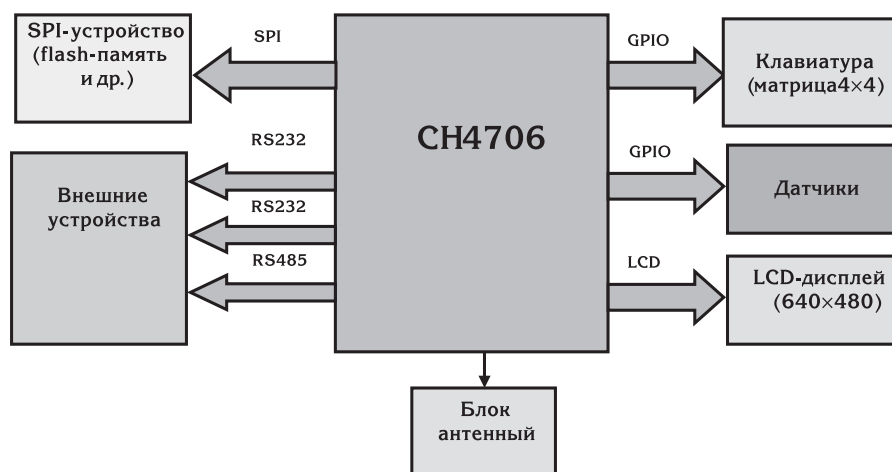 SPI-устройство
(flash-память
и др.)
SPI
GPIO
Клавиатура
(матрица4×4)
CH4706
RS232
GPIO
Внешние
устройства
Датчики
RS232
RS485
LCD
LCD-дисплей
(640×480)
Блок
антенный